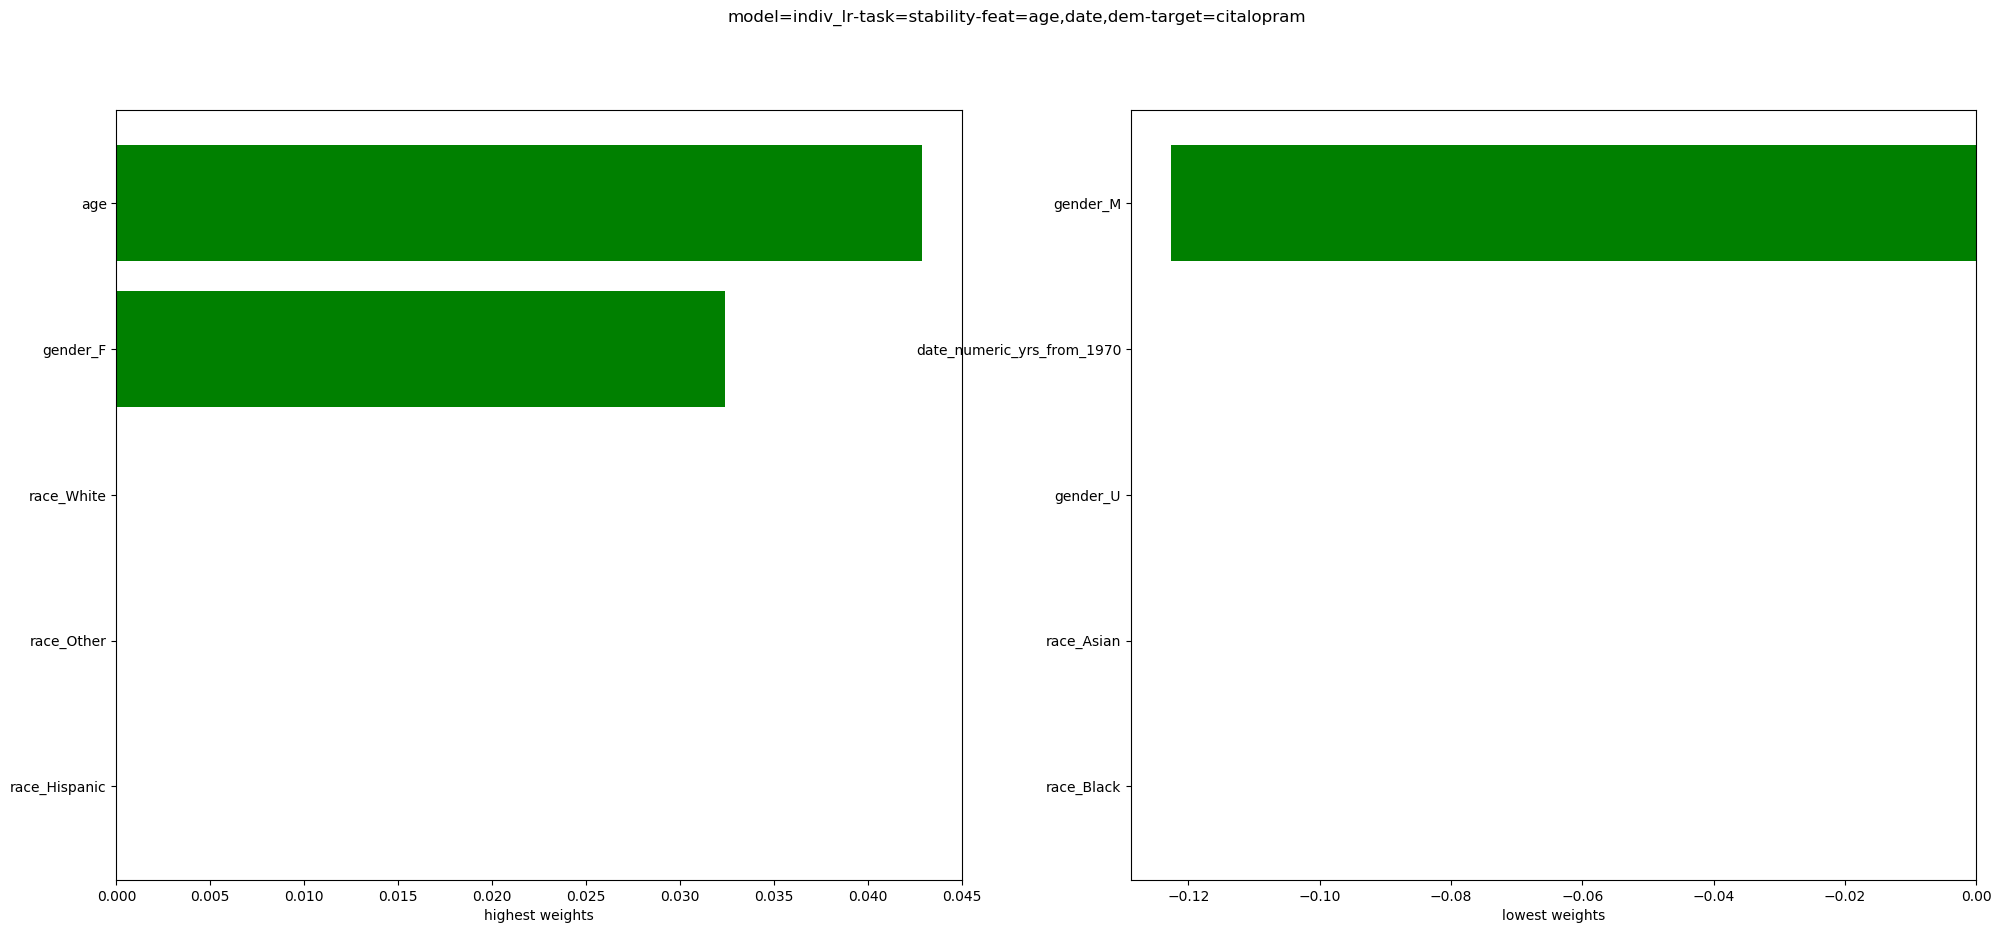 model=indiv_lr-task=stability-feat=age,date,dem-target=citalopram
age
gender_F
race_White
race_Other
race_Hispanic
0.000 0.005 0.010 0.015 0.020 0.025 0.030 0.035 0.040 0.045
highest weights
gender_M
date_numeric_yrs_from_1970
gender_U
race_Asian
race_Black
−0.12 −0.10 −0.08 −0.06 −0.04 −0.02 0.00
lowest weights